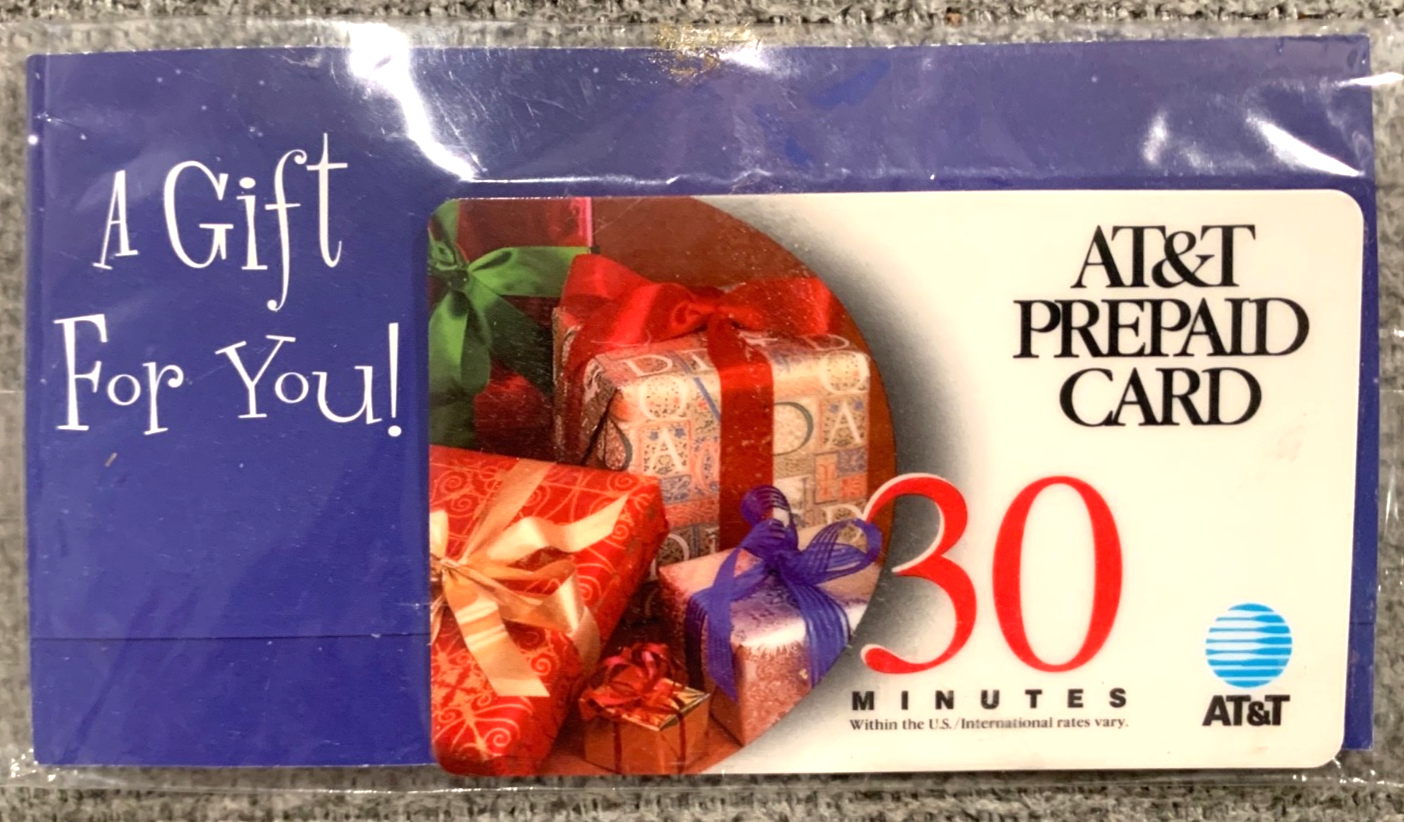 A Gift
For You!
AT&T
PREPAID
CARD
30
MINUTES
Within the U.S./International rates vary.
AT&T